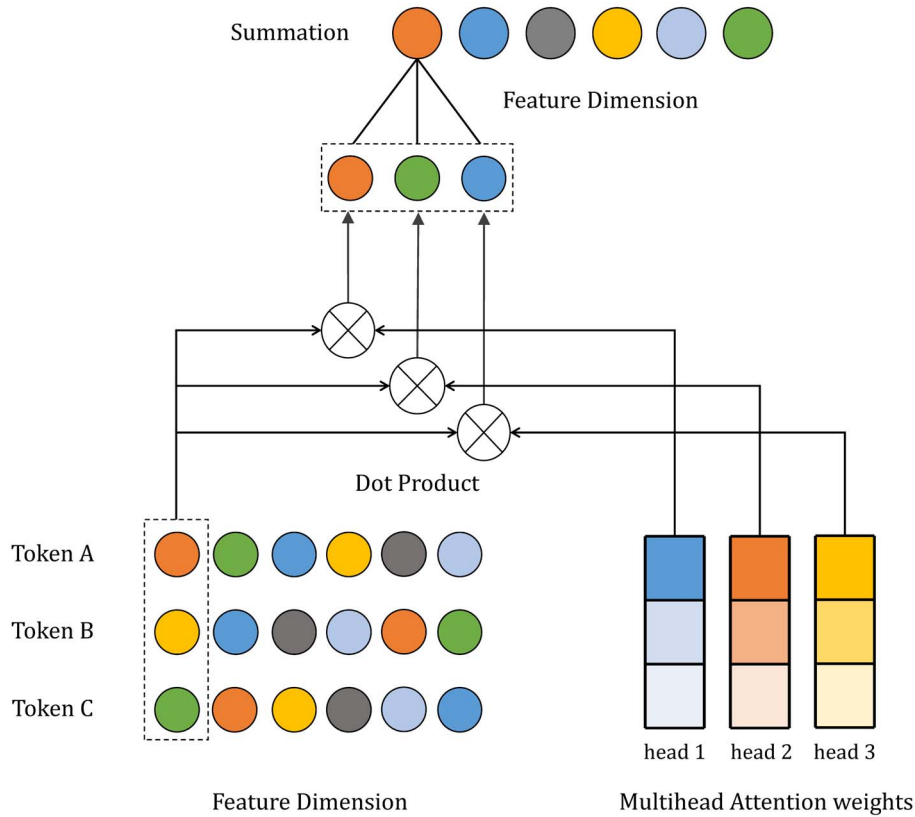 Summation
Feature Dimension
Dot Product
Token A
Token B
Token C
head 1 head 2 head 3
Feature Dimension
Multihead Attention weights